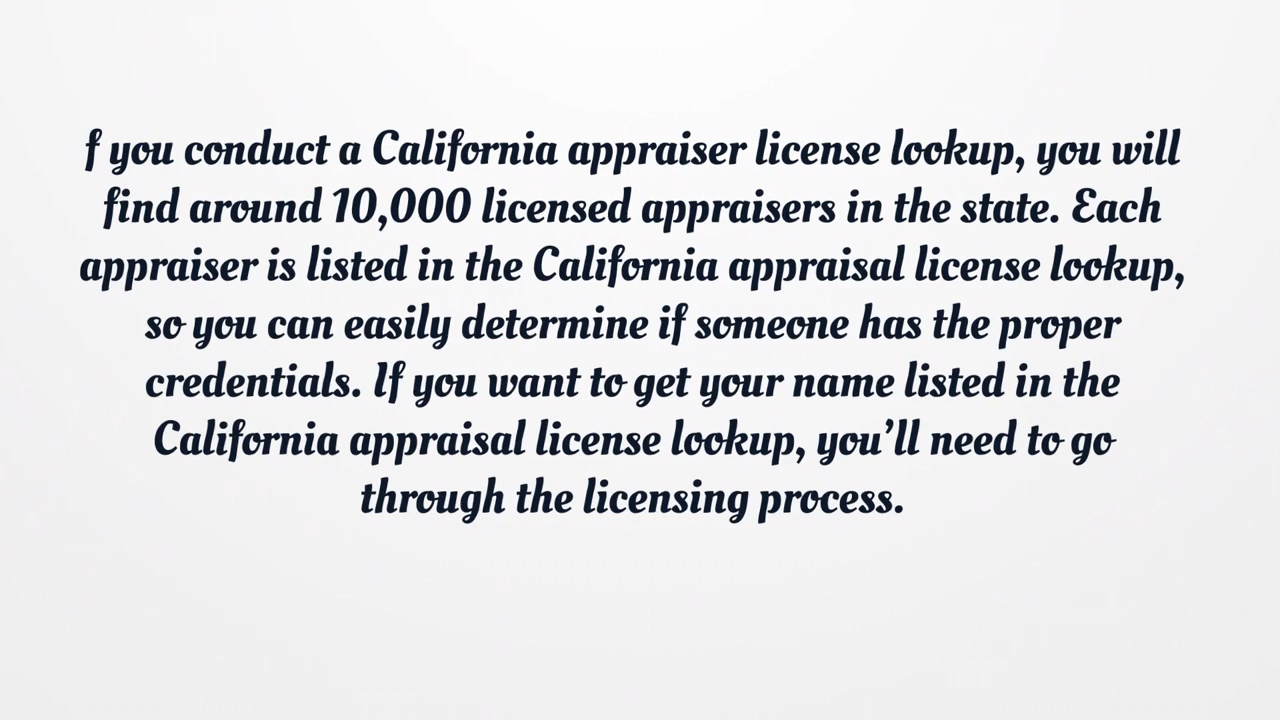 f you conduct a California appraiser license lookup, you will
find around 10,000 licensed appraisers in the state. Each
appraiser is listed in the California appraisal license lookup,
so you can easily determine if someone has the proper
credentials. If you want to get your name listed in the
California appraisal license lookup, you’ll need to go
through the licensing process.